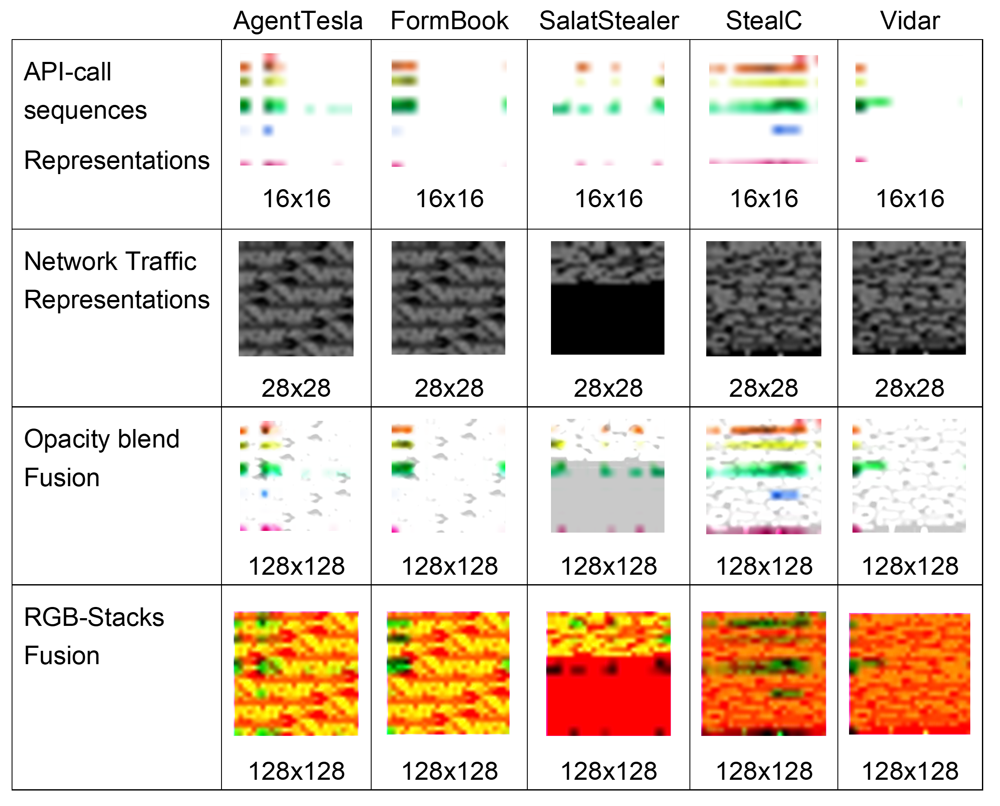 AgentTesla FormBook SalatStealer StealC Vidar
API-call
sequences
Representations
16x16 16x16 16x16 16x16 16x16
Network Traffic
Representations
28x28 28x28 28x28 28x28 28x28
Opacity blend
Fusion
128x128 128x128 128x128 128x128 128x128
RGB-Stacks
Fusion
128x128 128x128 128x128 128x128 128x128